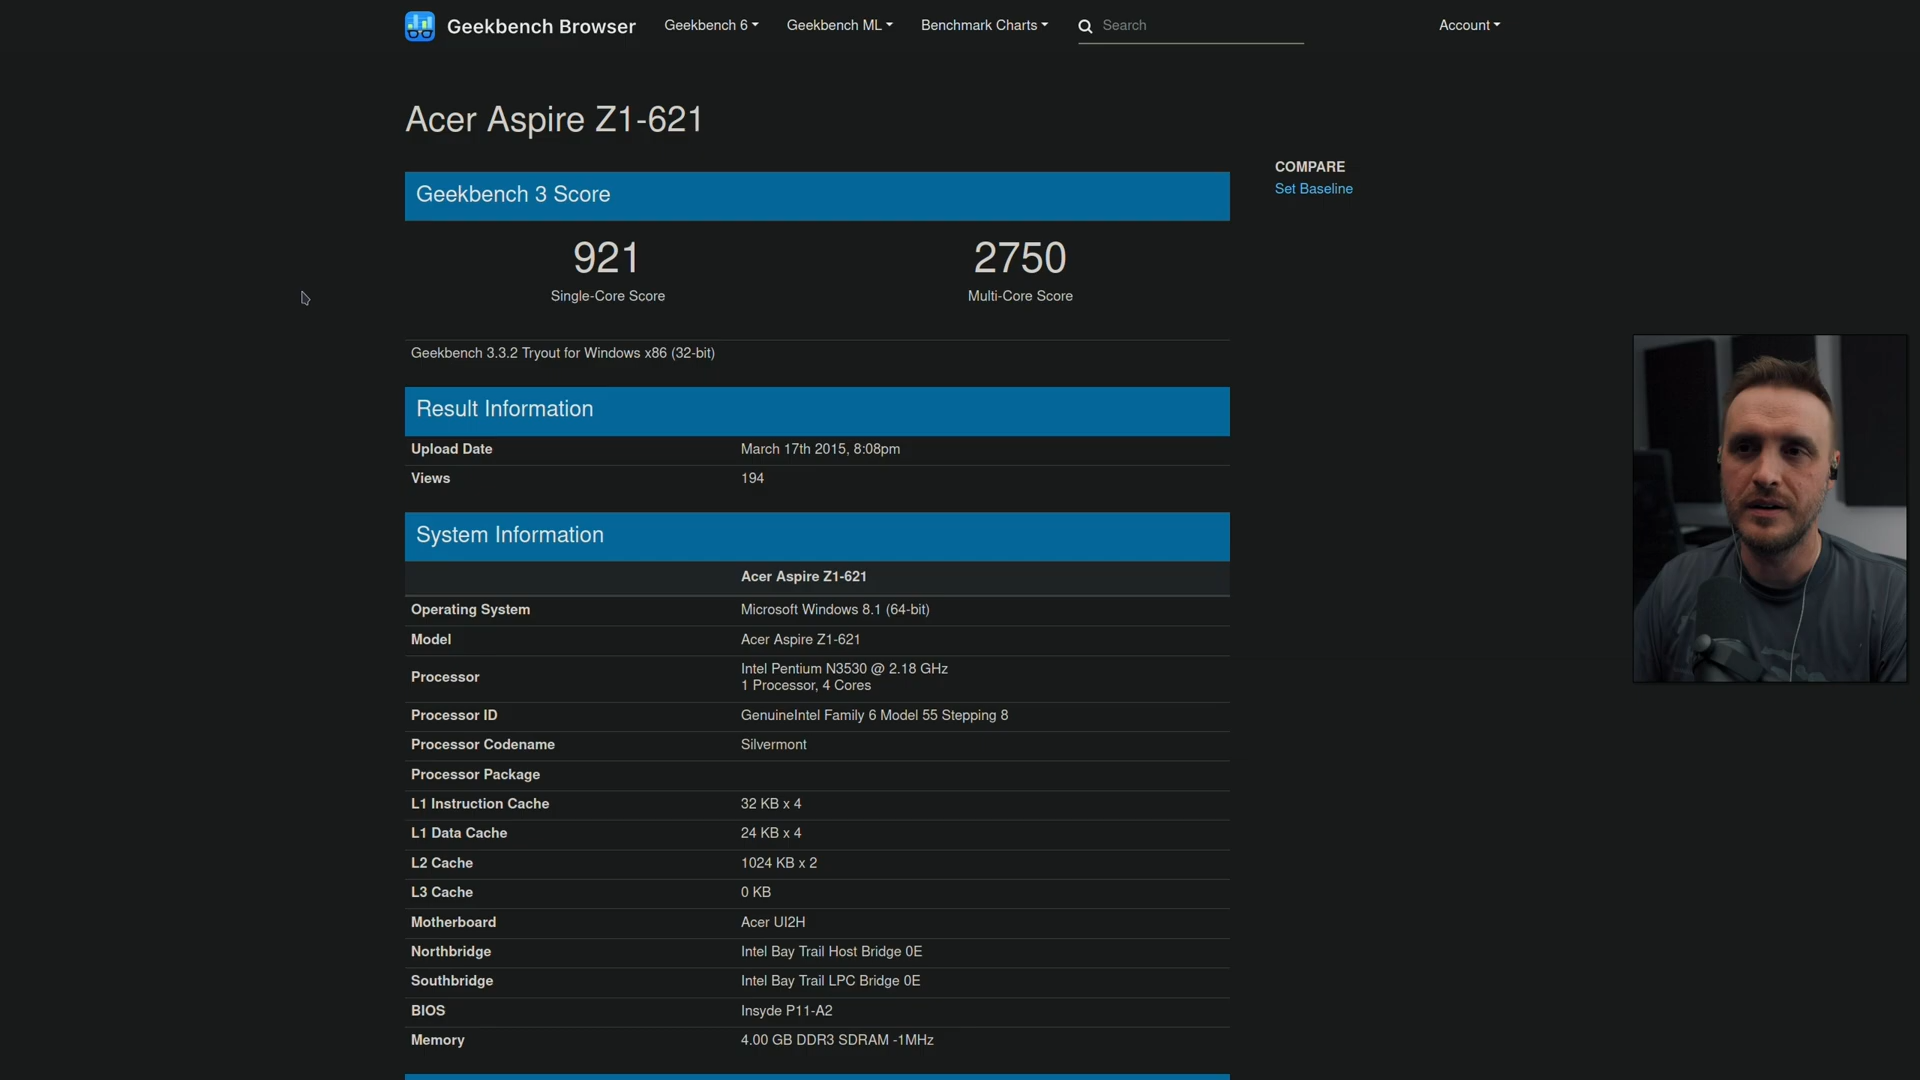 Geekbench Browser
Geekbench 6
Geekbench ML
Benchmark Charts
Search
Account
Acer Aspire Z1-621
COMPARE
Set Baseline
Geekbench 3 Score
921
2750
Single-Core Score
Multi-Core Score
Geekbench 3.3.2 Tryout for Windows x86 (32-bit)
Result Information
Upload Date March 17th 2015, 8:08pm
Views 194
System Information
Acer Aspire Z1-621
Operating System Microsoft Windows 8.1 (64-bit)
Model Acer Aspire Z1-621
Processor Intel Pentium N3530 @ 2.18 GHz
1 Processor, 4 Cores
Processor ID GenuineIntel Family 6 Model 55 Stepping 8
Processor Codename Silvermont
Processor Package
L1 Instruction Cache 32 KB x 4
L1 Data Cache 24 KB x 4
L2 Cache 1024 KB x 2
L3 Cache 0 KB
Motherboard Acer UI2H
Northbridge Intel Bay Trail Host Bridge 0E
Southbridge Intel Bay Trail LPC Bridge 0E
BIOS Insyde P11-A2
Memory 4.00 GB DDR3 SDRAM -1MHz